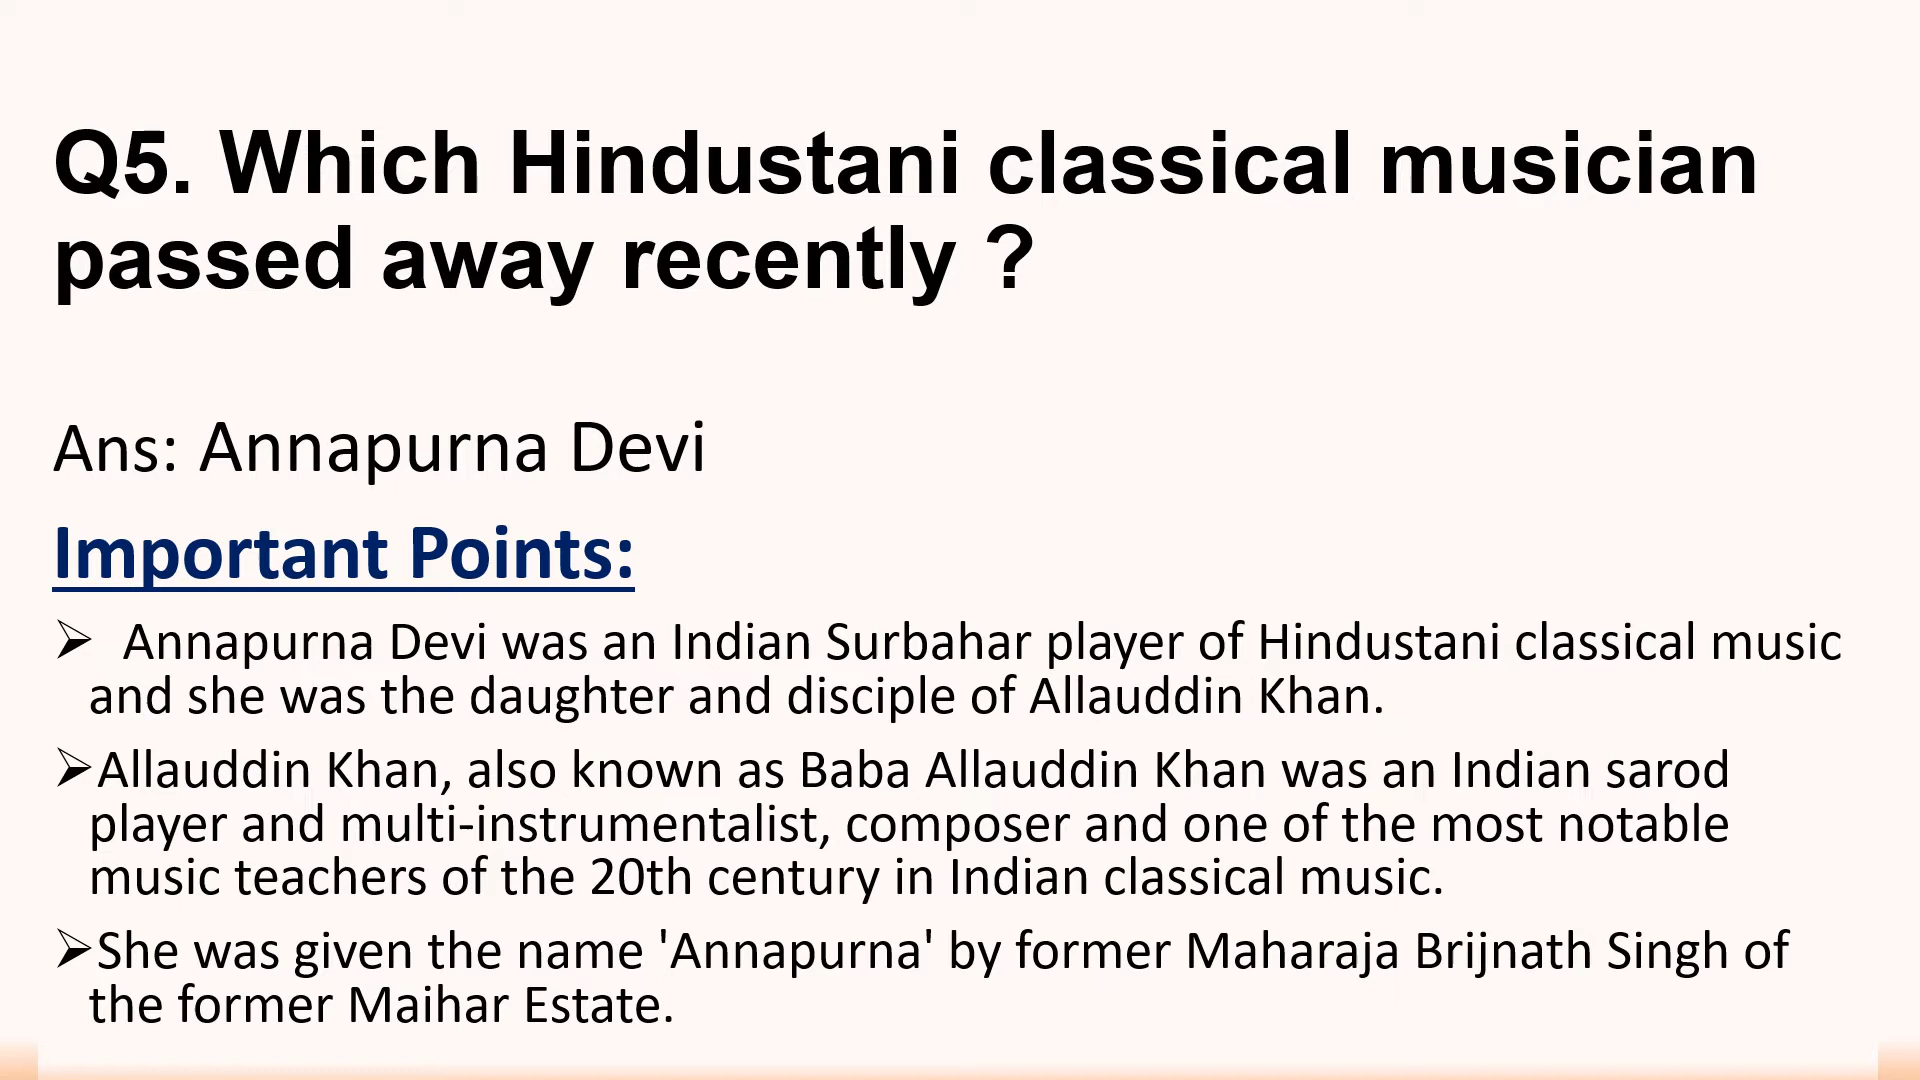 Q5. Which Hindustani classical musician
passed away recently ?
Ans: Annapurna Devi
Important Points:
➢ Annapurna Devi was an Indian Surbahar player of Hindustani classical music
and she was the daughter and disciple of Allauddin Khan.
➢Allauddin Khan, also known as Baba Allauddin Khan was an Indian sarod
player and multi-instrumentalist, composer and one of the most notable
music teachers of the 20th century in Indian classical music.
➢She was given the name 'Annapurna' by former Maharaja Brijnath Singh of
the former Maihar Estate.